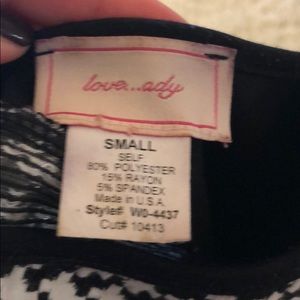 love...ady
SMALL
SELF
80% POLYESTER
15% RAYON
5% SPANDEX
Made in U.S.A.
Style# W0-4437
Cut# 10413